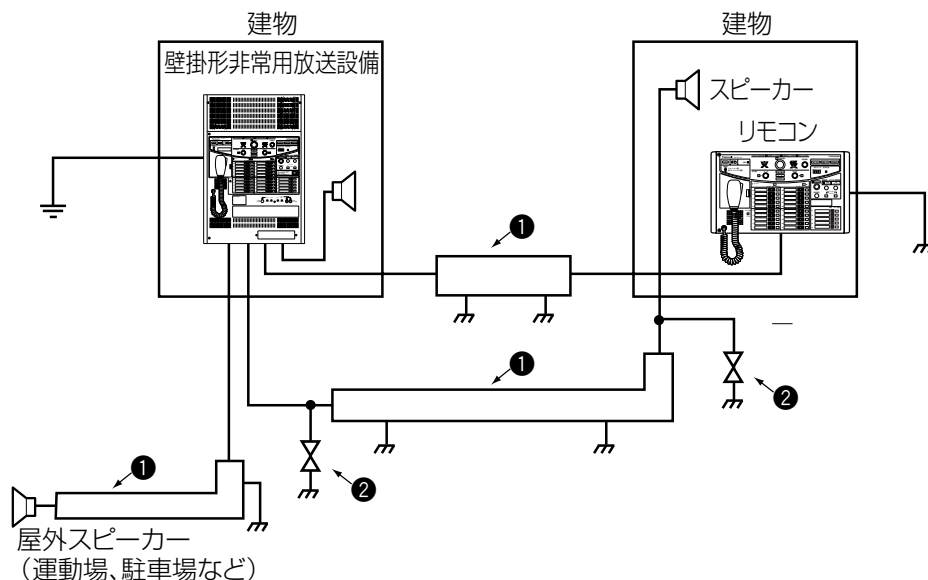 建物
壁掛形非常用放送設備
建物
スピーカー
リモコン
❶
❶
❷
❶
❷
屋外スピーカー
（運動場、駐車場など）